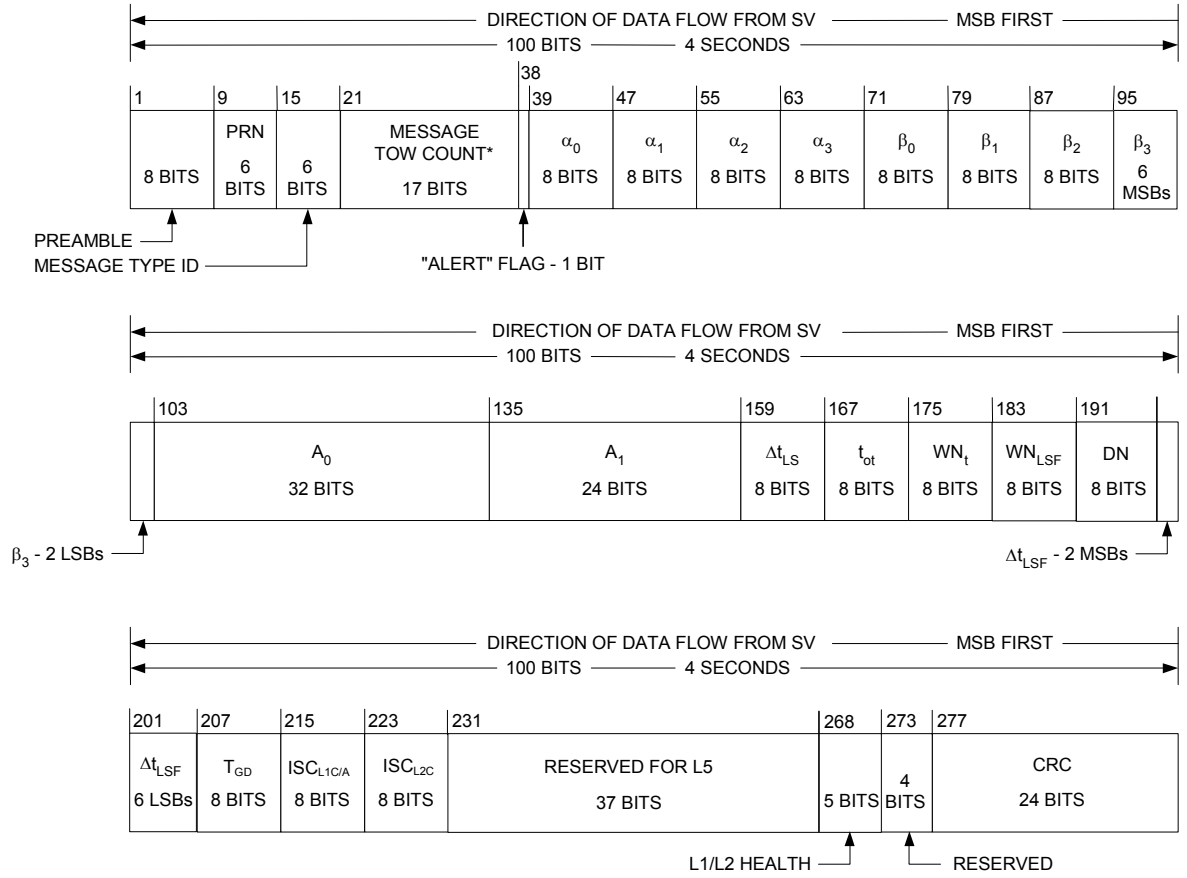 DIRECTION OF DATA FLOW FROM SV MSB FIRST
100 BITS 4 SECONDS
38
1 9 15 21 39 47 55 63 71 79 87 95
8 BITS
PRN
6
BITS
6
BITS
MESSAGE
TOW COUNT*
17 BITS
α0
8 BITS
α1
8 BITS
α2
8 BITS
α3
8 BITS
β0
8 BITS
β1
8 BITS
β2
8 BITS
β3
6
MSBs
PREAMBLE
MESSAGE TYPE ID
"ALERT" FLAG - 1 BIT
DIRECTION OF DATA FLOW FROM SV MSB FIRST
100 BITS 4 SECONDS
103 135 159 167 175 183 191
A0
32 BITS
A1
24 BITS
ΔtLS
8 BITS
tot
8 BITS
WNt
8 BITS
WNLSF
8 BITS
DN
8 BITS
β3 - 2 LSBs
ΔtLSF - 2 MSBs
DIRECTION OF DATA FLOW FROM SV MSB FIRST
100 BITS 4 SECONDS
201 207 215 223 231 268 273 277
ΔtLSF
6 LSBs
TGD
8 BITS
ISCL1C/A
8 BITS
ISCL2C
8 BITS
RESERVED FOR L5
37 BITS
5 BITS
4
BITS
CRC
24 BITS
L1/L2 HEALTH
RESERVED